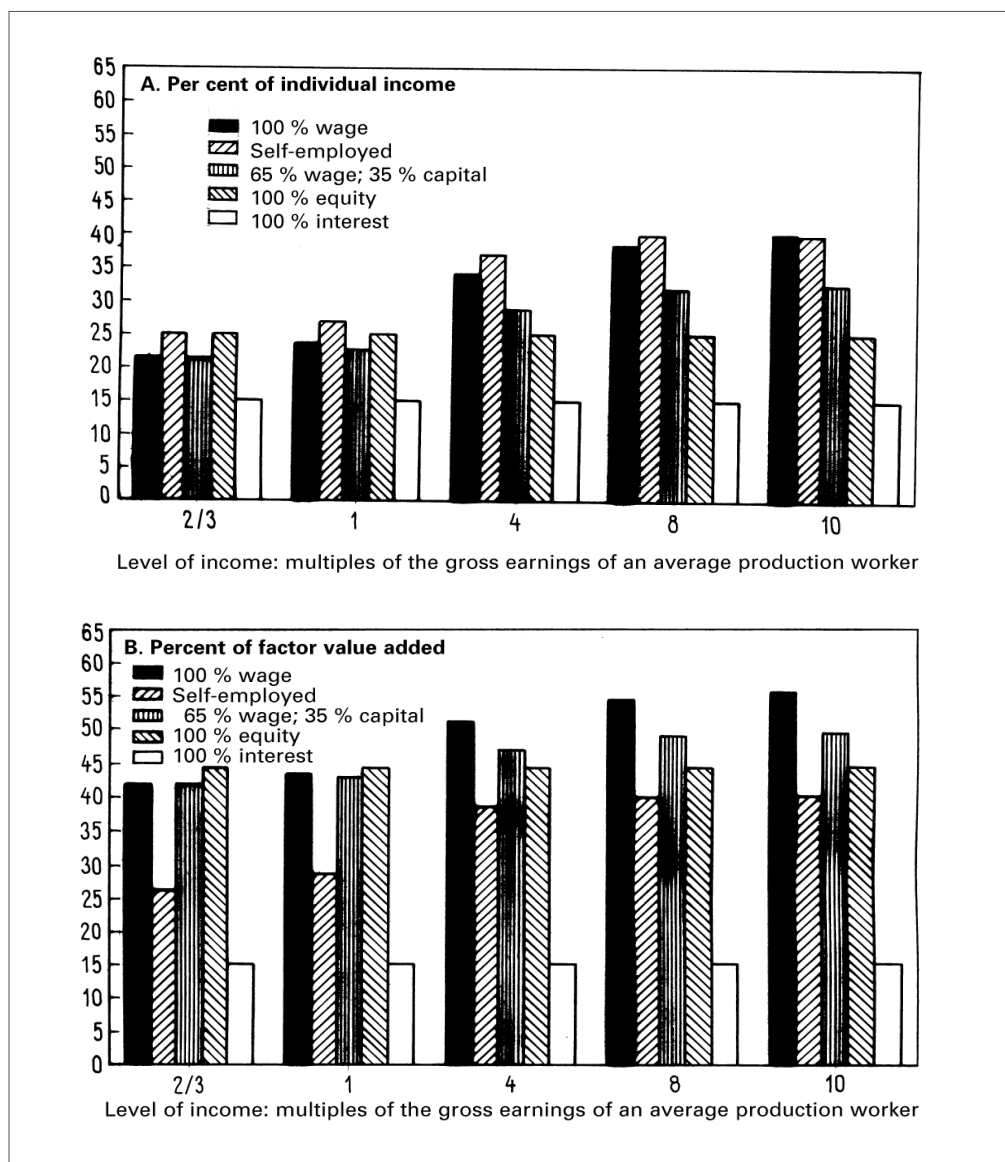 65
60
55
50
45
40
35
30
25
20
15
10
5
0
A. Per cent of individual income
100 % wage
Self-employed
65 % wage; 35 % capital
100 % equity
100 % interest
2/3 1 4 8 10
Level of income: multiples of the gross earnings of an average production worker
65
60
55
50
45
40
35
30
25
20
15
10
5
0
B. Percent of factor value added
100 % wage
Self-employed
65 % wage; 35 % capital
100 % equity
100 % interest
2/3 1 4 8 10
Level of income: multiples of the gross earnings of an average production worker